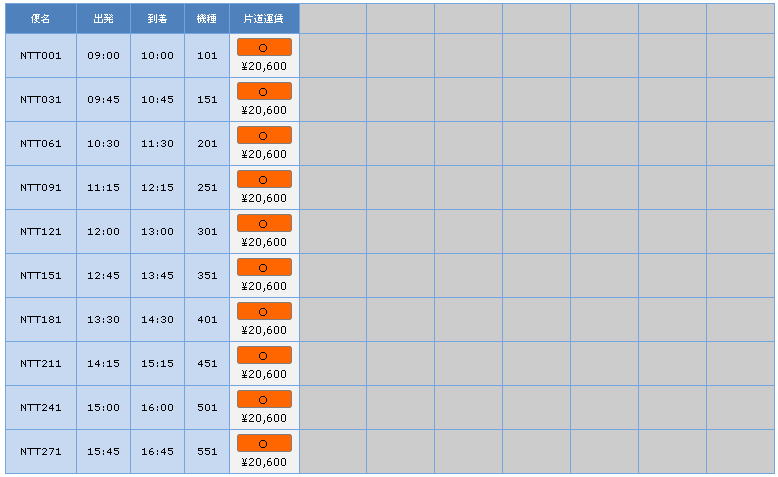 便名 出発 到着 機種 片道運賃
NTT001 09:00 10:00 101 ○
¥20,600
NTT031 09:45 10:45 151 ○
¥20,600
NTT061 10:30 11:30 201 ○
¥20,600
NTT091 11:15 12:15 251 ○
¥20,600
NTT121 12:00 13:00 301 ○
¥20,600
NTT151 12:45 13:45 351 ○
¥20,600
NTT181 13:30 14:30 401 ○
¥20,600
NTT211 14:15 15:15 451 ○
¥20,600
NTT241 15:00 16:00 501 ○
¥20,600
NTT271 15:45 16:45 551 ○
¥20,600